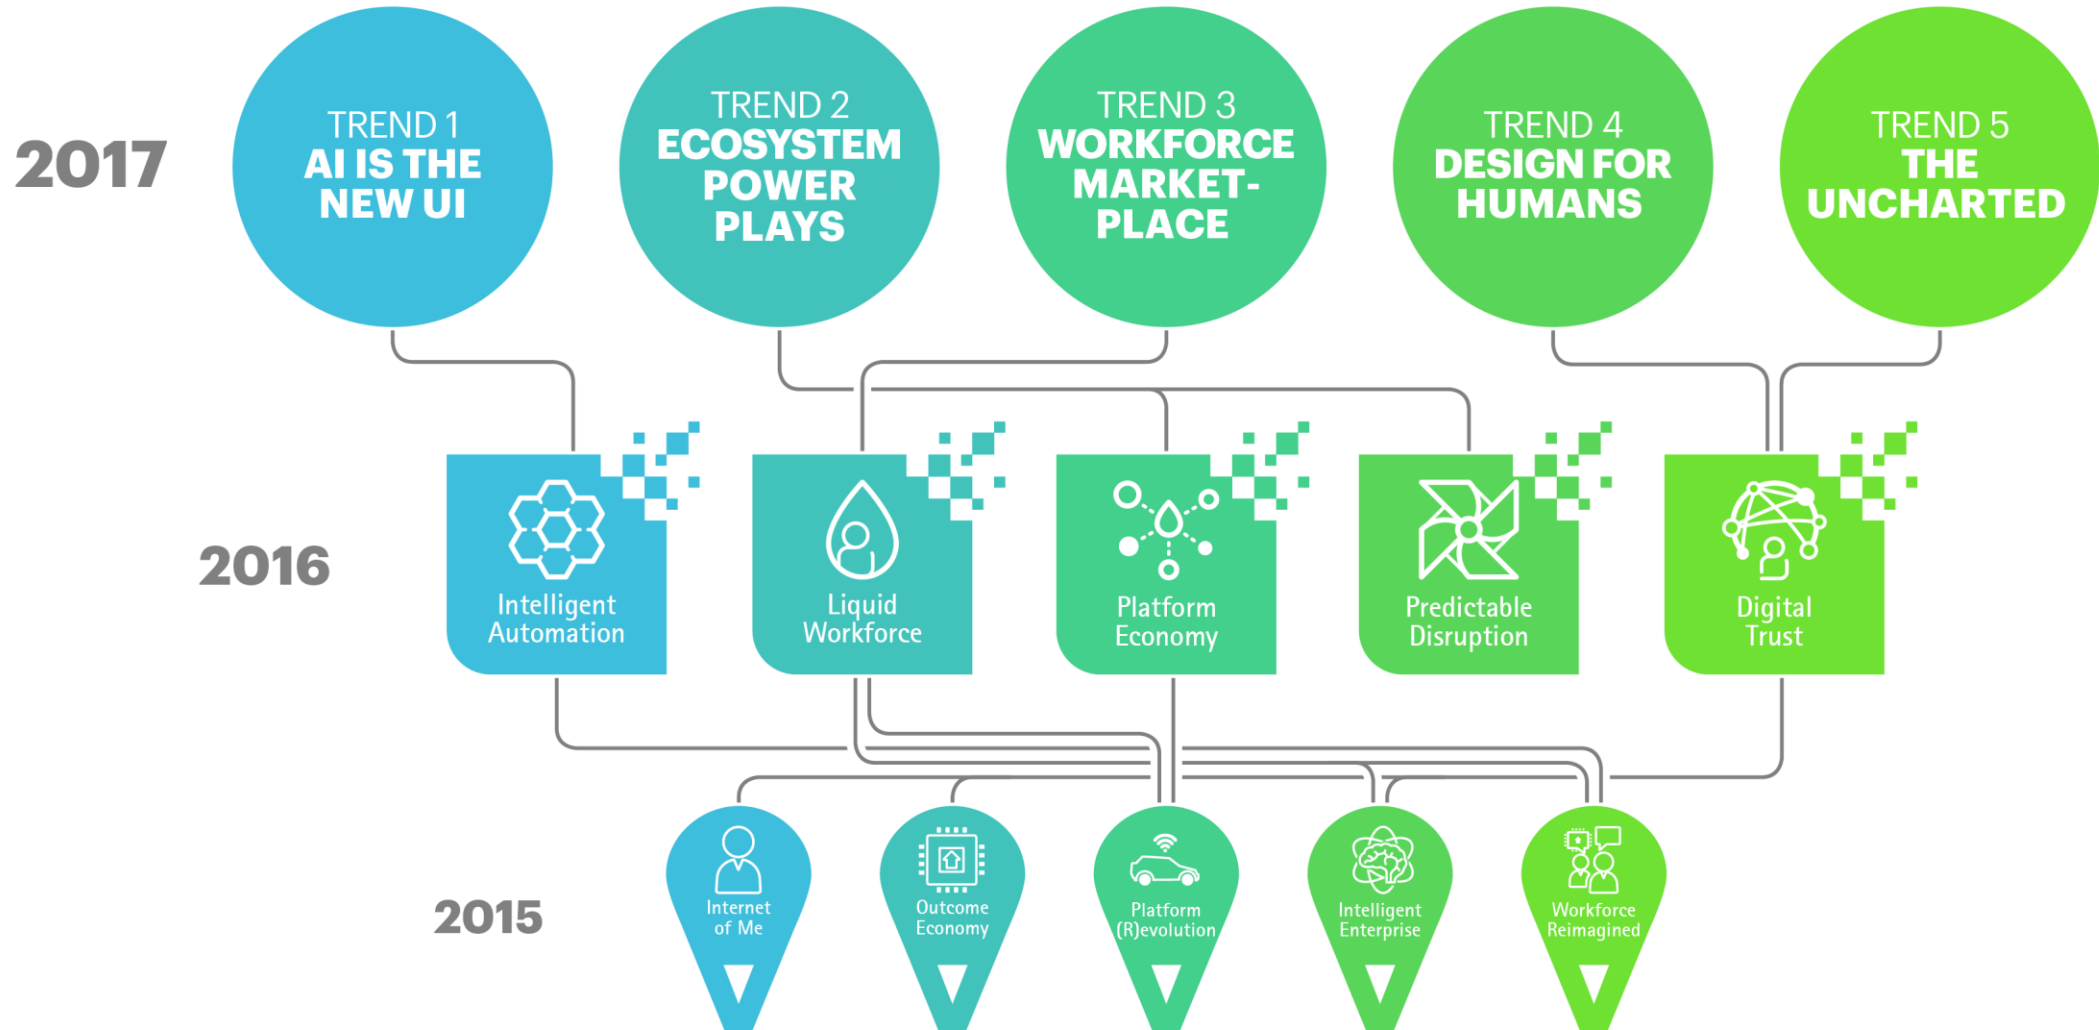 2017
TREND 1
AI IS THE
NEW UI
TREND 2
ECOSYSTEM
POWER
PLAYS
TREND 3
WORKFORCE
MARKET-
PLACE
TREND 4
DESIGN FOR
HUMANS
TREND 5
THE
UNCHARTED
2016
Intelligent
Automation
Liquid
Workforce
Platform
Economy
Predictable
Disruption
Digital
Trust
2015
Internet
of Me
Outcome
Economy
Platform
(R)evolution
Intelligent
Enterprise
Workforce
Reimagined